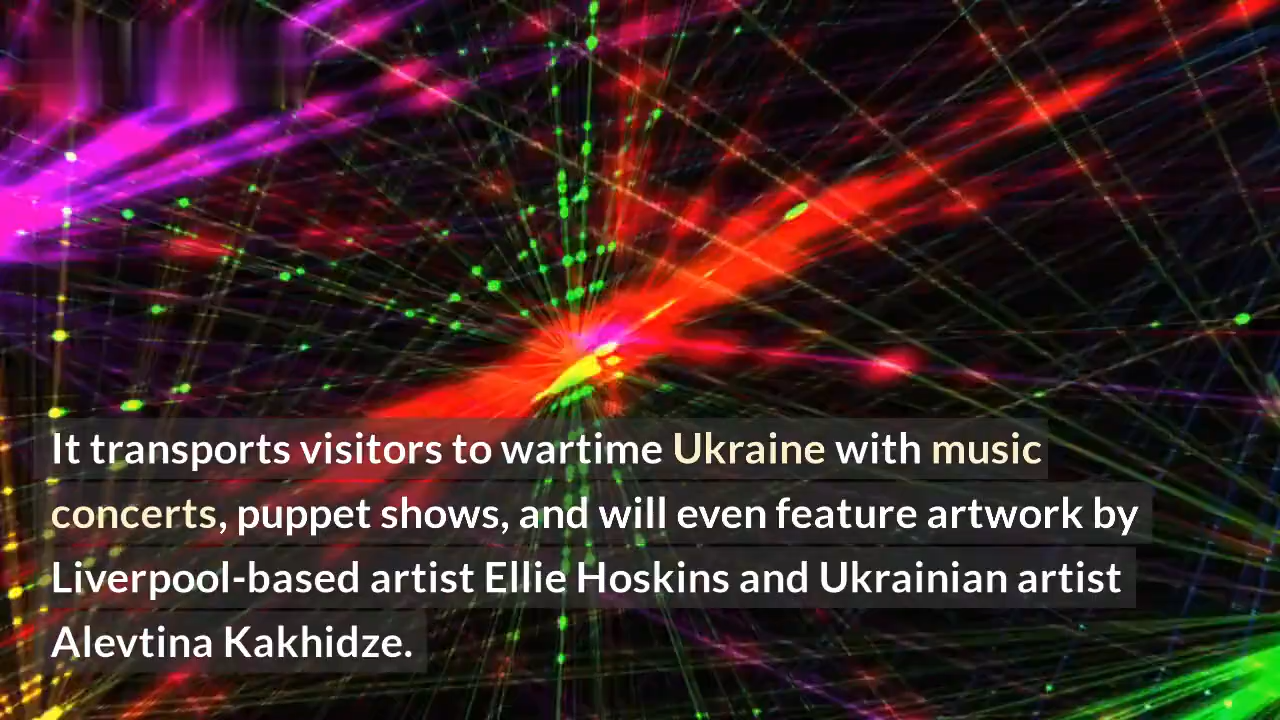 It transports visitors to wartime Ukraine with music
concerts, puppet shows, and will even feature artwork by
Liverpool-based artist Ellie Hoskins and Ukrainian artist
Alevtina Kakhidze.